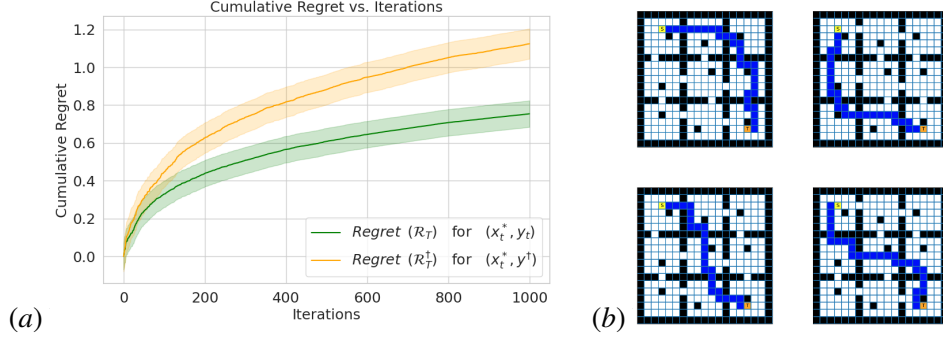 Cumulative Regret vs. Iterations
Cumulative Regret
1.2
1.0
0.8
0.6
0.4
0.2
0.0
Regret (R_T) for (x_t^*, y_t)
Regret (R_T^†) for (x_t^*, y^†)
0 200 400 600 800 1000
Iterations
(a)
S
T
S
T
S
T
S
T
(b)